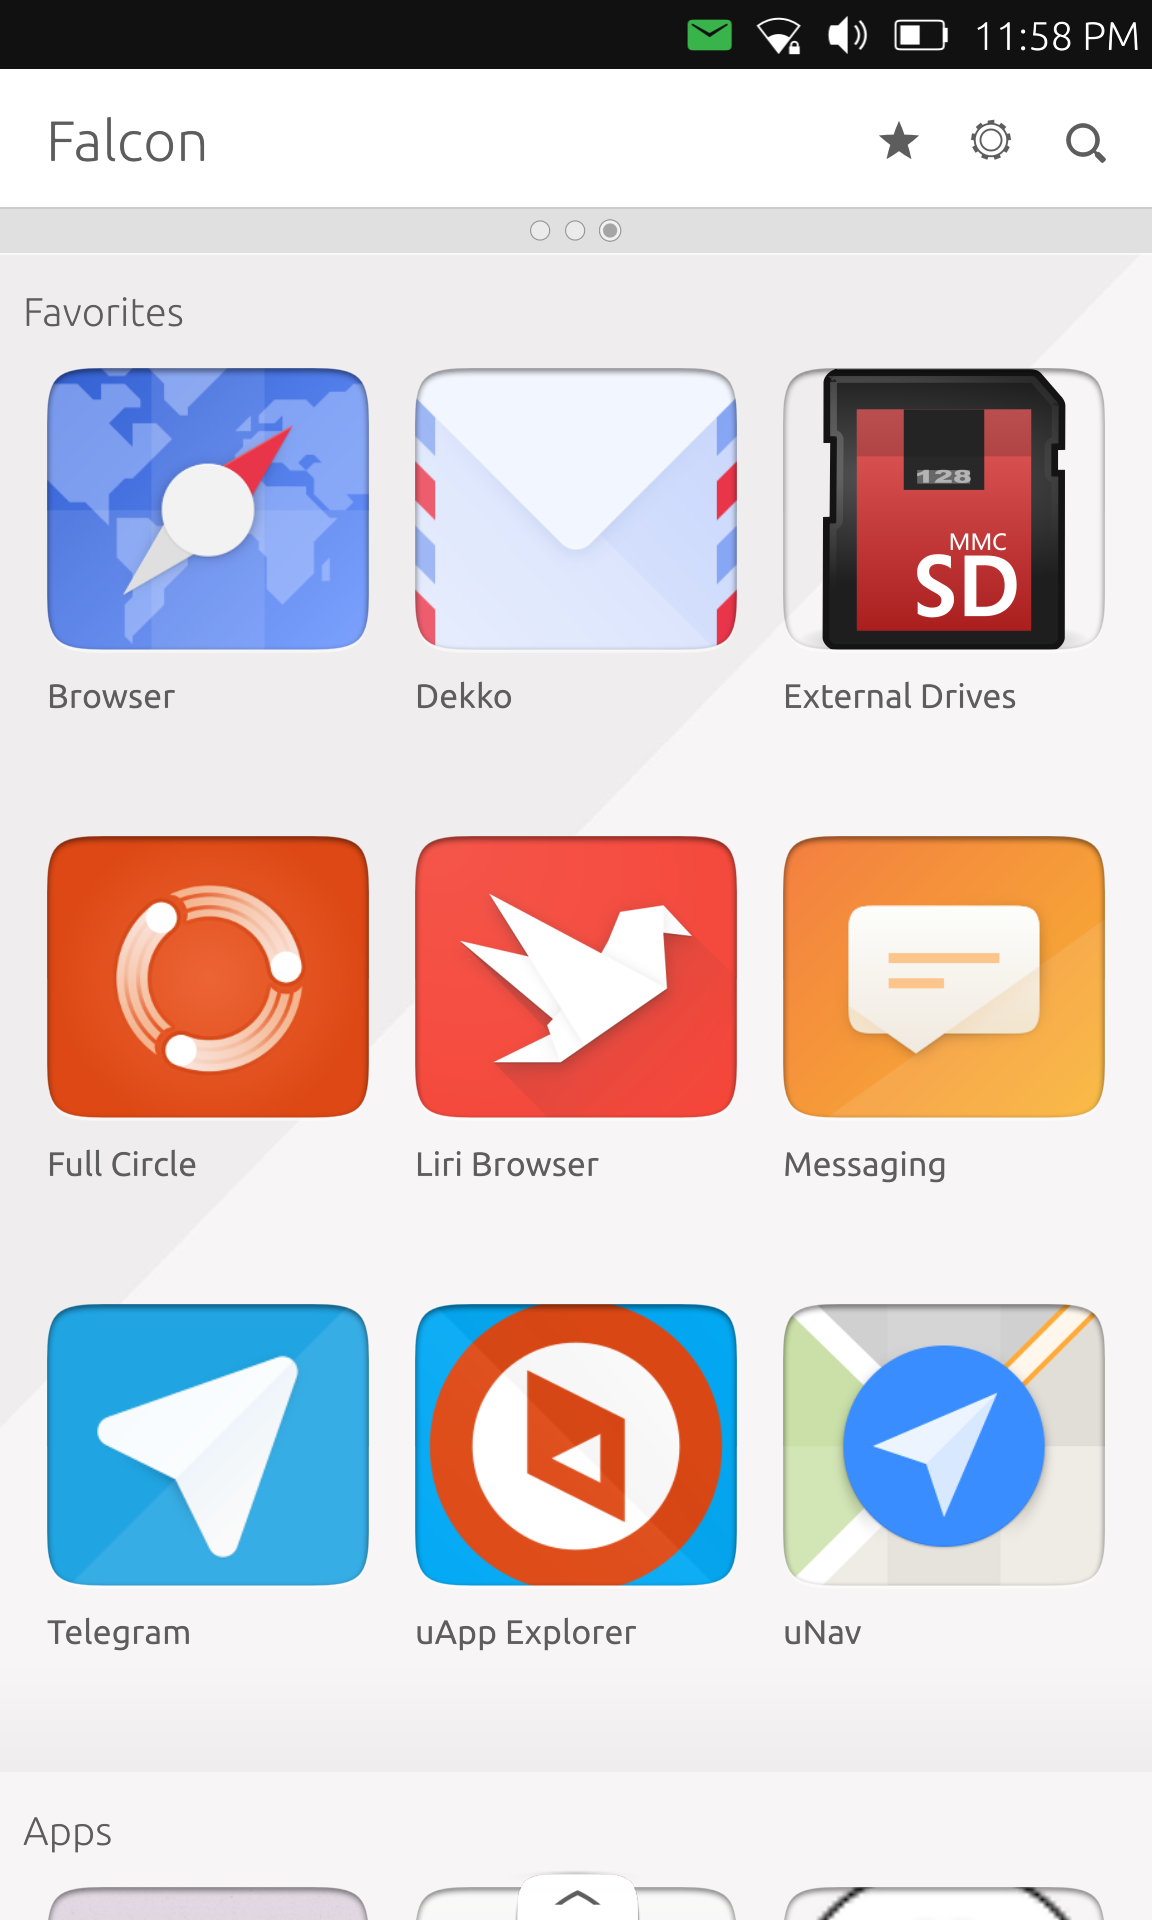 11:58 PM
Falcon
Favorites
128
MMC
SD
Browser
Dekko
External Drives
Full Circle
Liri Browser
Messaging
Telegram
uApp Explorer
uNav
Apps